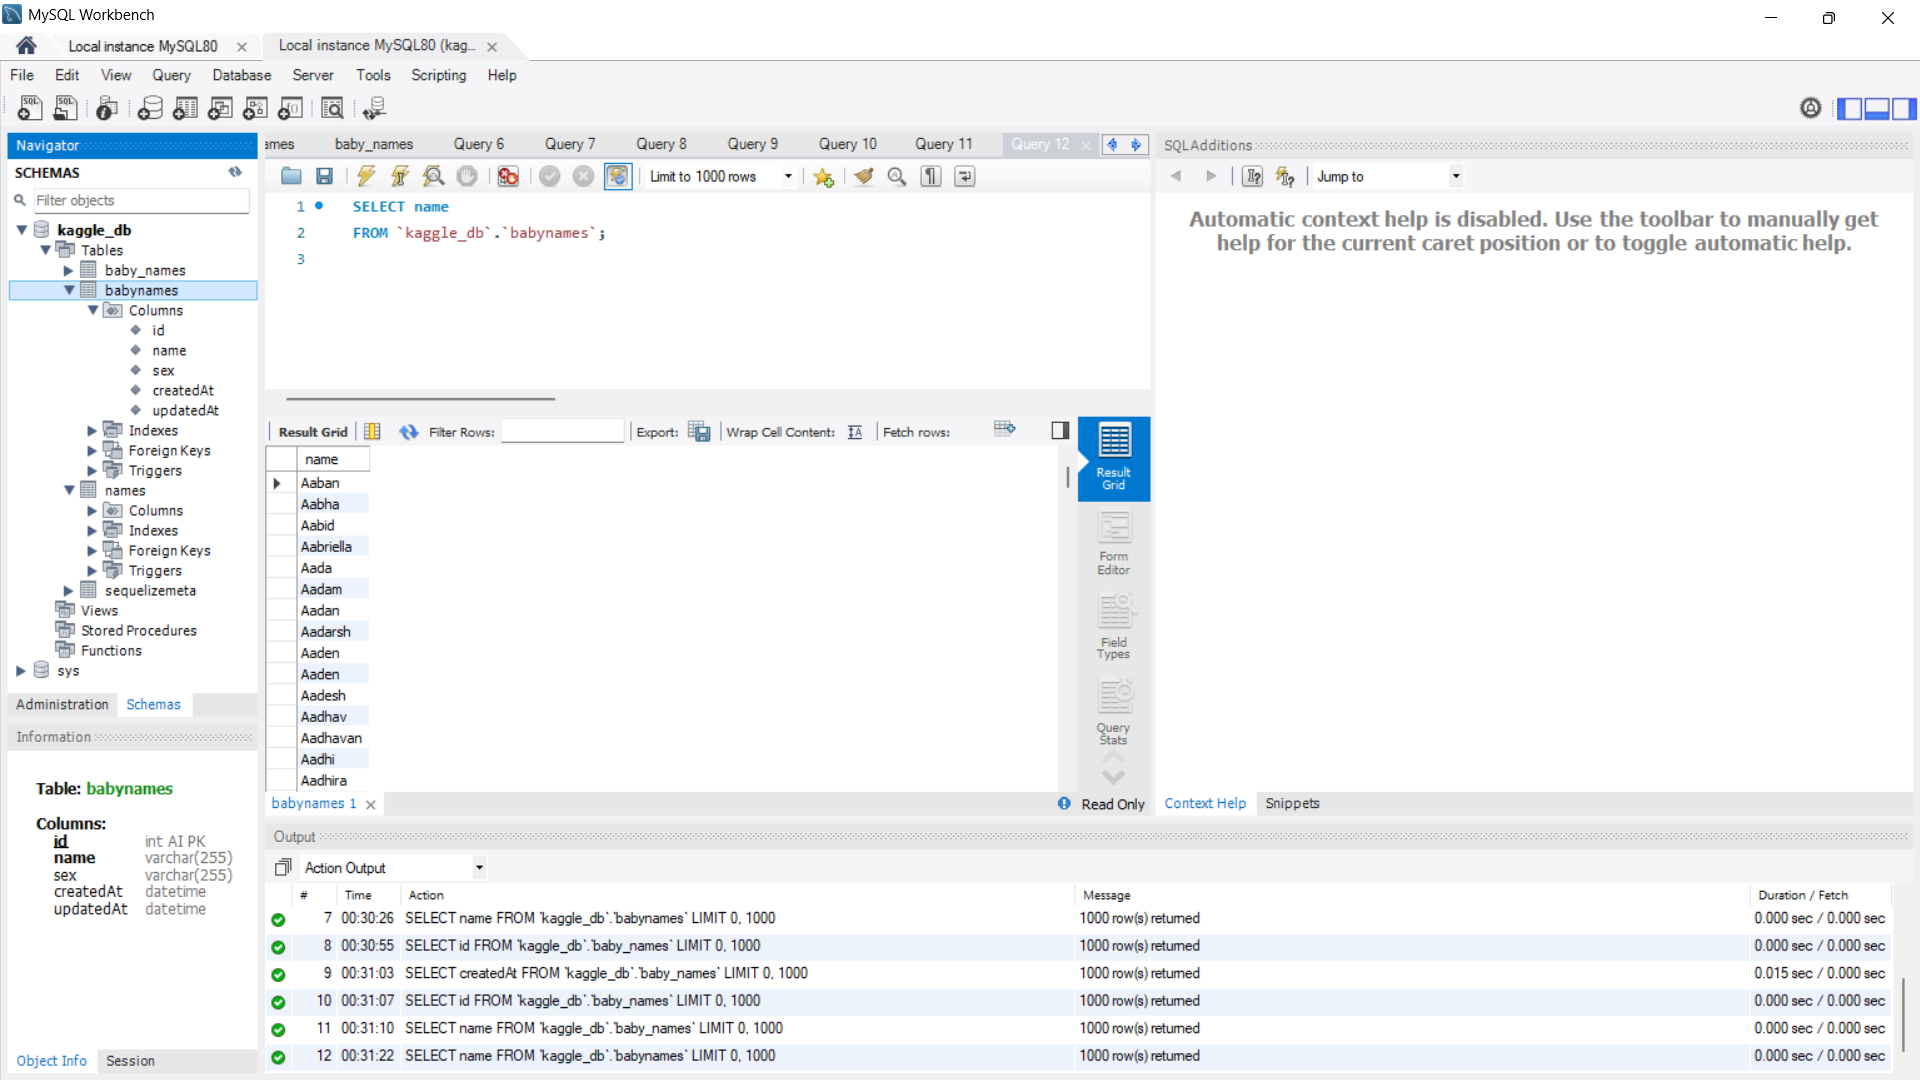 MySQL Workbench
Local instance MySQL80
Local instance MySQL80 (kag...
File Edit View Query Database Server Tools Scripting Help
Navigator
SCHEMAS
Filter objects
kaggle_db
Tables
baby_names
babynames
Columns
id
name
sex
createdAt
updatedAt
Indexes
Foreign Keys
Triggers
names
Columns
Indexes
Foreign Keys
Triggers
sequelizemeta
Views
Stored Procedures
Functions
sys
Administration Schemas
Information
Table: babynames
Columns:
id int AI PK
name varchar(255)
sex varchar(255)
createdAt datetime
updatedAt datetime
Object Info Session
ames baby_names Query 6 Query 7 Query 8 Query 9 Query 10 Query 11 Query 12
Limit to 1000 rows
1 SELECT name
2 FROM `kaggle_db`.`babynames`;
3
Result Grid Filter Rows: Export: Wrap Cell Content: Fetch rows:
name
Aaban
Aabha
Aabid
Aabriella
Aada
Aadam
Aadan
Aadarsh
Aaden
Aaden
Aadesh
Aadhav
Aadhavan
Aadhi
Aadhira
Result
Grid
Form
Editor
Field
Types
Query
Stats
babynames 1
Read Only
SQLAdditions
Jump to
Automatic context help is disabled. Use the toolbar to manually get
help for the current caret position or to toggle automatic help.
Context Help Snippets
Output
Action Output
# Time Action Message Duration / Fetch
7 00:30:26 SELECT name FROM `kaggle_db`.`babynames` LIMIT 0, 1000 1000 row(s) returned 0.000 sec / 0.000 sec
8 00:30:55 SELECT id FROM `kaggle_db`.`baby_names` LIMIT 0, 1000 1000 row(s) returned 0.000 sec / 0.000 sec
9 00:31:03 SELECT createdAt FROM `kaggle_db`.`baby_names` LIMIT 0, 1000 1000 row(s) returned 0.015 sec / 0.000 sec
10 00:31:07 SELECT id FROM `kaggle_db`.`baby_names` LIMIT 0, 1000 1000 row(s) returned 0.000 sec / 0.000 sec
11 00:31:10 SELECT name FROM `kaggle_db`.`baby_names` LIMIT 0, 1000 1000 row(s) returned 0.000 sec / 0.000 sec
12 00:31:22 SELECT name FROM `kaggle_db`.`babynames` LIMIT 0, 1000 1000 row(s) returned 0.000 sec / 0.000 sec